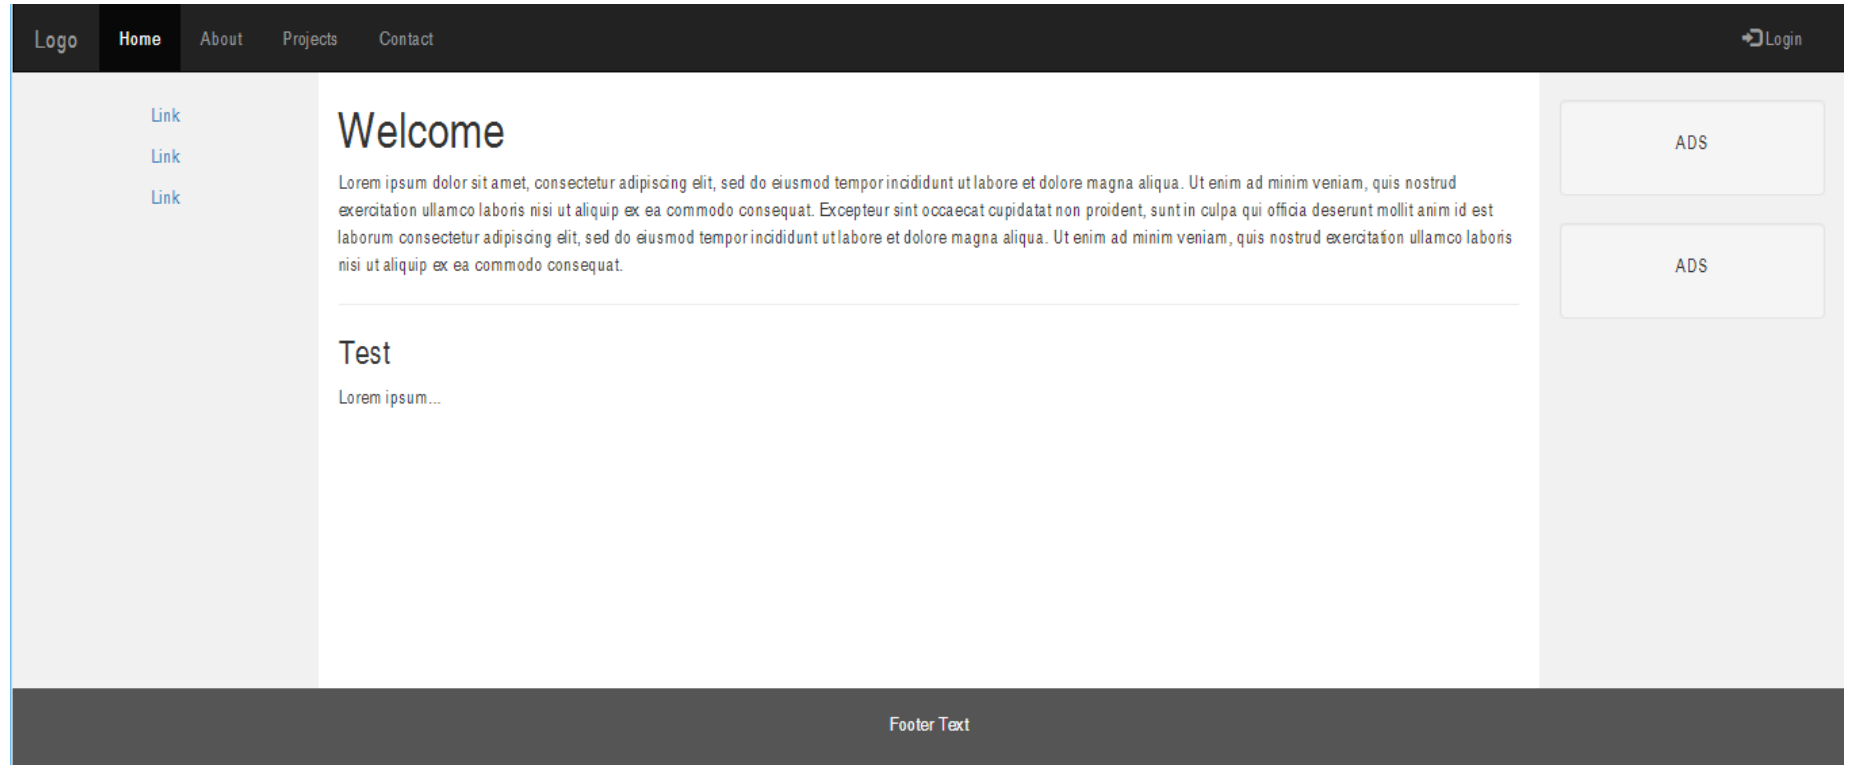 Logo Home About Projects Contact Login
Link
Link
Link
Welcome
Lorem ipsum dolor sit amet, consectetur adipiscing elit, sed do eiusmod tempor incididunt ut labore et dolore magna aliqua. Ut enim ad minim veniam, quis nostrud
exercitation ullamco laboris nisi ut aliquip ex ea commodo consequat. Excepteur sint occaecat cupidatat non proident, sunt in culpa qui officia deserunt mollit anim id est
laborum consectetur adipiscing elit, sed do eiusmod tempor incididunt ut labore et dolore magna aliqua. Ut enim ad minim veniam, quis nostrud exercitation ullamco laboris
nisi ut aliquip ex ea commodo consequat.
Test
Lorem ipsum...
ADS
ADS
Footer Text